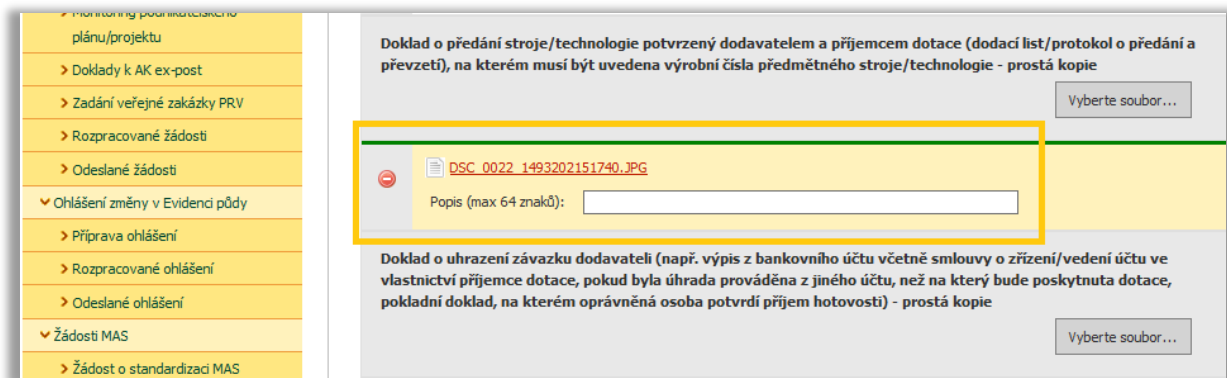 Monitoring podnikatelského
plánu/projektu
Doklady k AK ex-post
Zadání veřejné zakázky PRV
Rozpracované žádosti
Odeslané žádosti
Ohlášení změny v Evidenci půdy
Příprava ohlášení
Rozpracované ohlášení
Odeslané ohlášení
Žádosti MAS
Žádost o standardizaci MAS
Doklad o předání stroje/technologie potvrzený dodavatelem a příjemcem dotace (dodací list/protokol o předání a
převzetí), na kterém musí být uvedena výrobní čísla předmětného stroje/technologie - prostá kopie
Vyberte soubor...
DSC_0022_1493202151740.JPG
Popis (max 64 znaků):
Doklad o uhrazení závazku dodavateli (např. výpis z bankovního účtu včetně smlouvy o zřízení/vedení účtu ve
vlastnictví příjemce dotace, pokud byla úhrada prováděna z jiného účtu, než na který bude poskytnuta dotace,
pokladní doklad, na kterém oprávněná osoba potvrdí příjem hotovosti) - prostá kopie
Vyberte soubor...